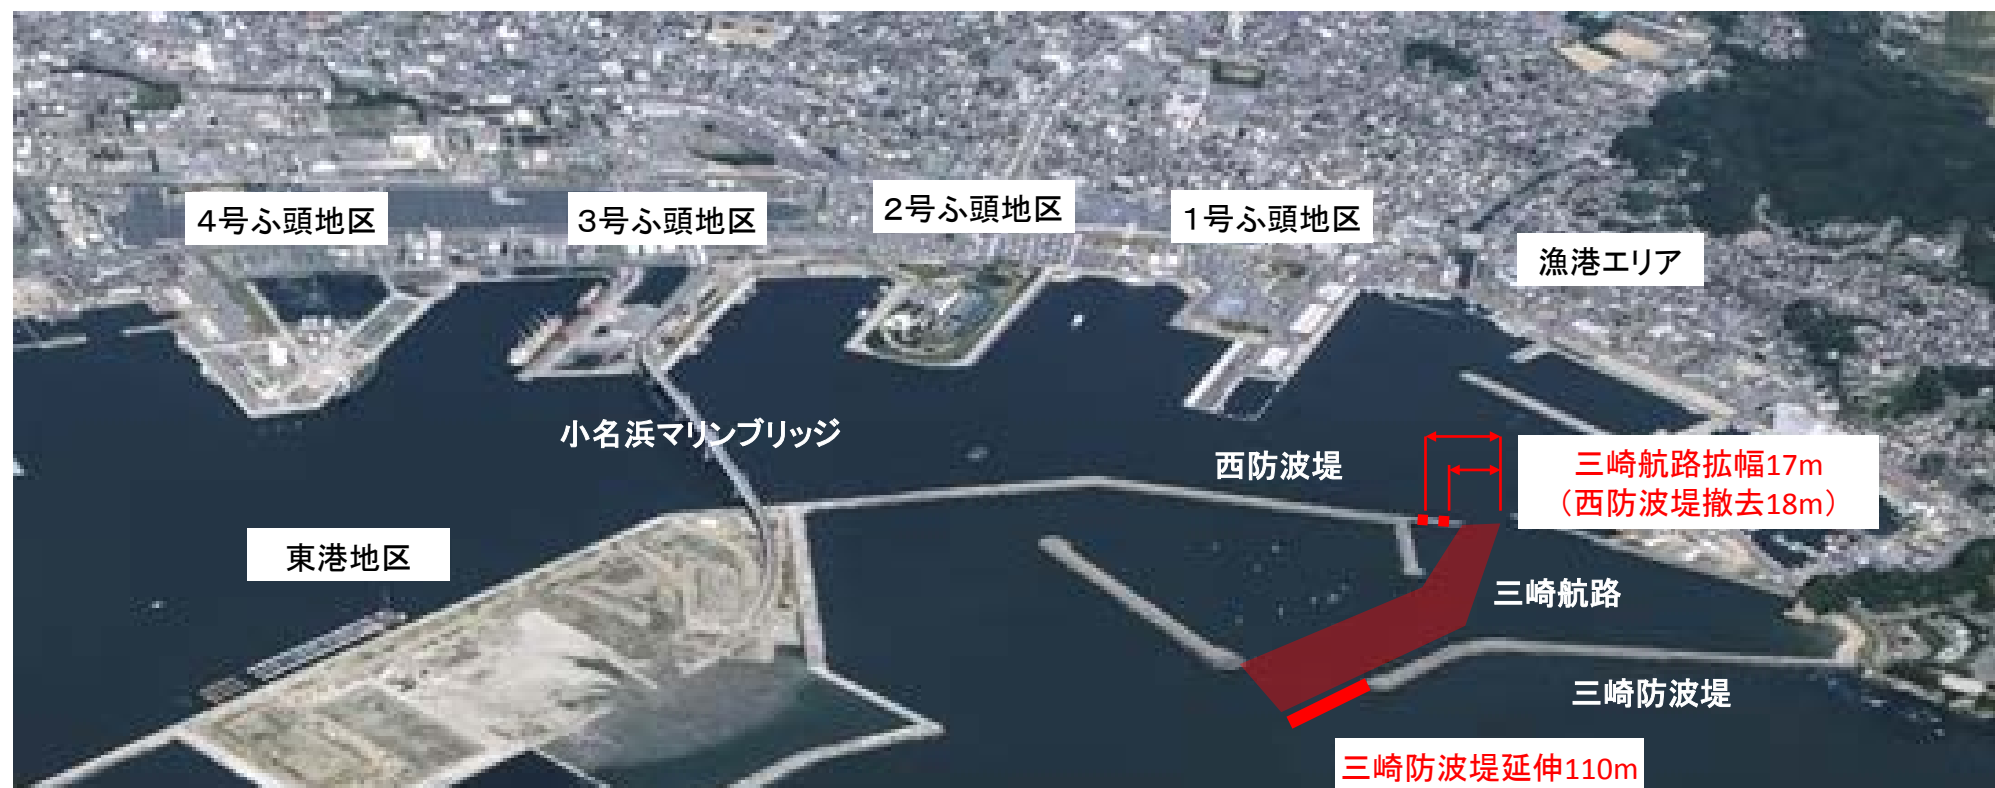 4号ふ頭地区
3号ふ頭地区
2号ふ頭地区
1号ふ頭地区
漁港エリア
小名浜マリンブリッジ
西防波堤
三崎航路拡幅17m
（西防波堤撤去18m）
東港地区
三崎航路
三崎防波堤
三崎防波堤延伸110m